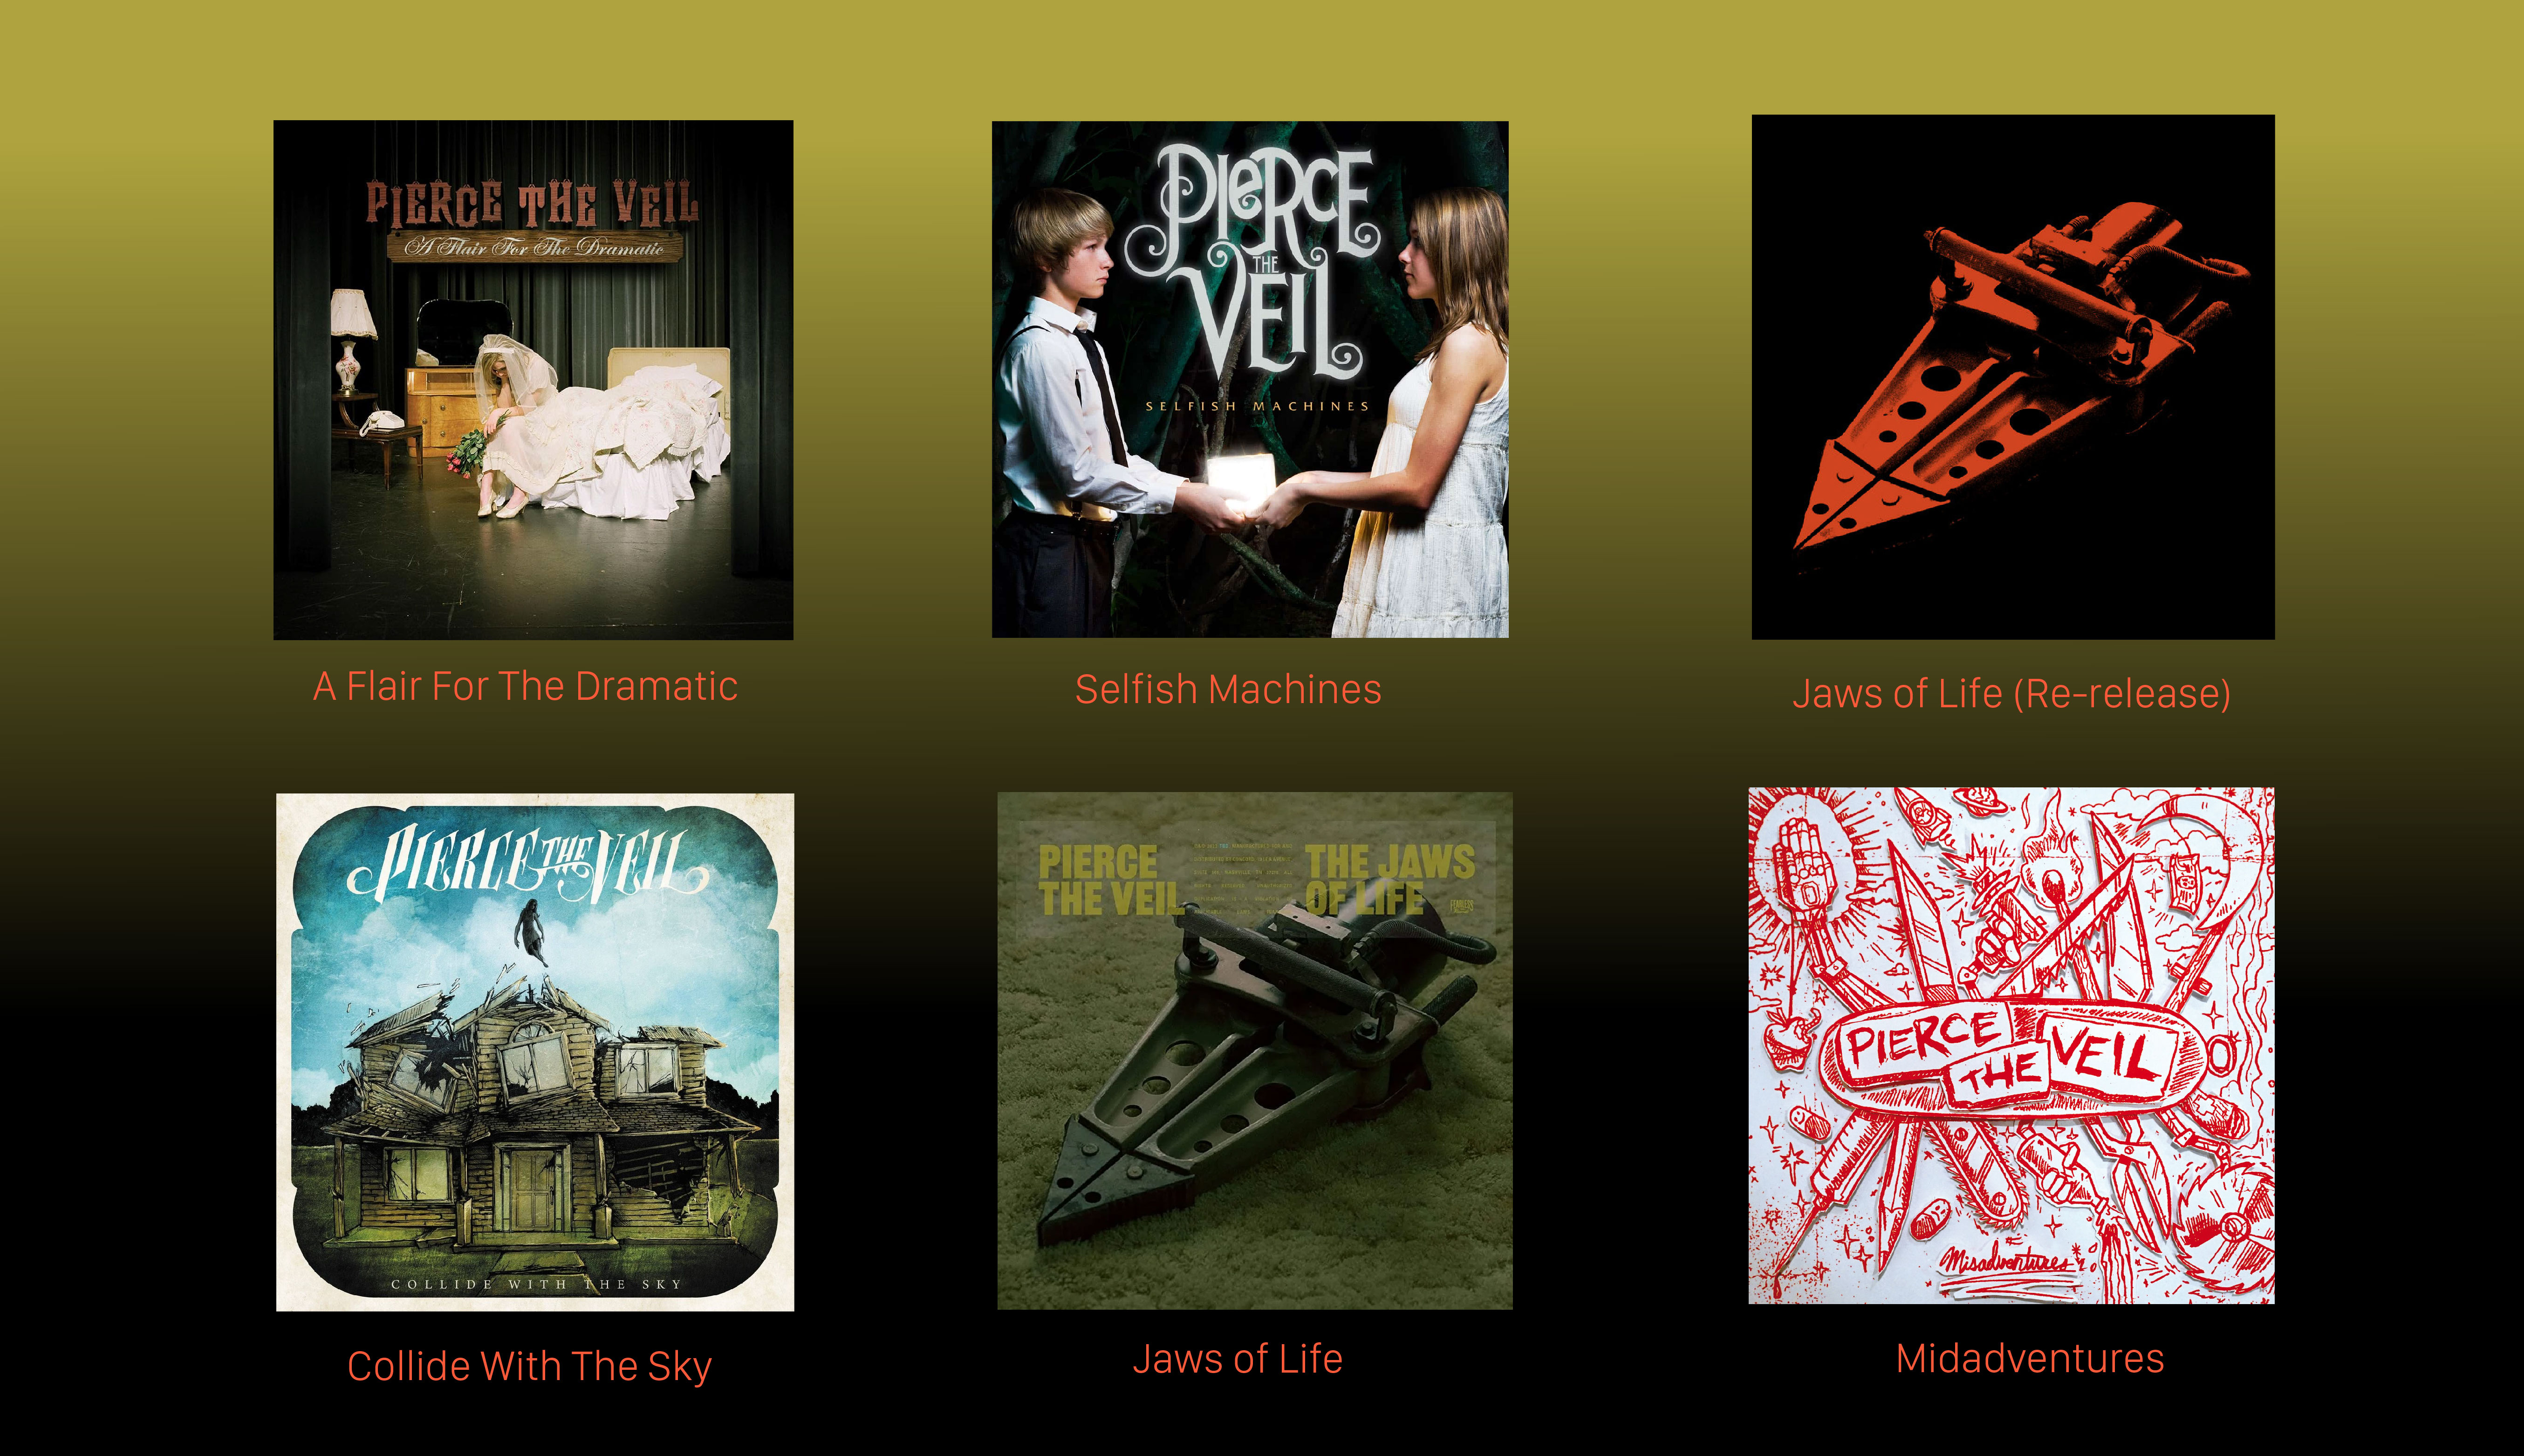 PIERCE THE VEIL
A Flair For The Dramatic
A Flair For The Dramatic
PIERCE
THE
VEIL
SELFISH MACHINES
Selfish Machines
Jaws of Life (Re-release)
PIERCE THE VEIL
COLLIDE WITH THE SKY
Collide With The Sky
PIERCE
THE VEIL
THE JAWS
OF LIFE
FEARLESS
Jaws of Life
PIERCE
THE
VEIL
Misadventures
Midadventures